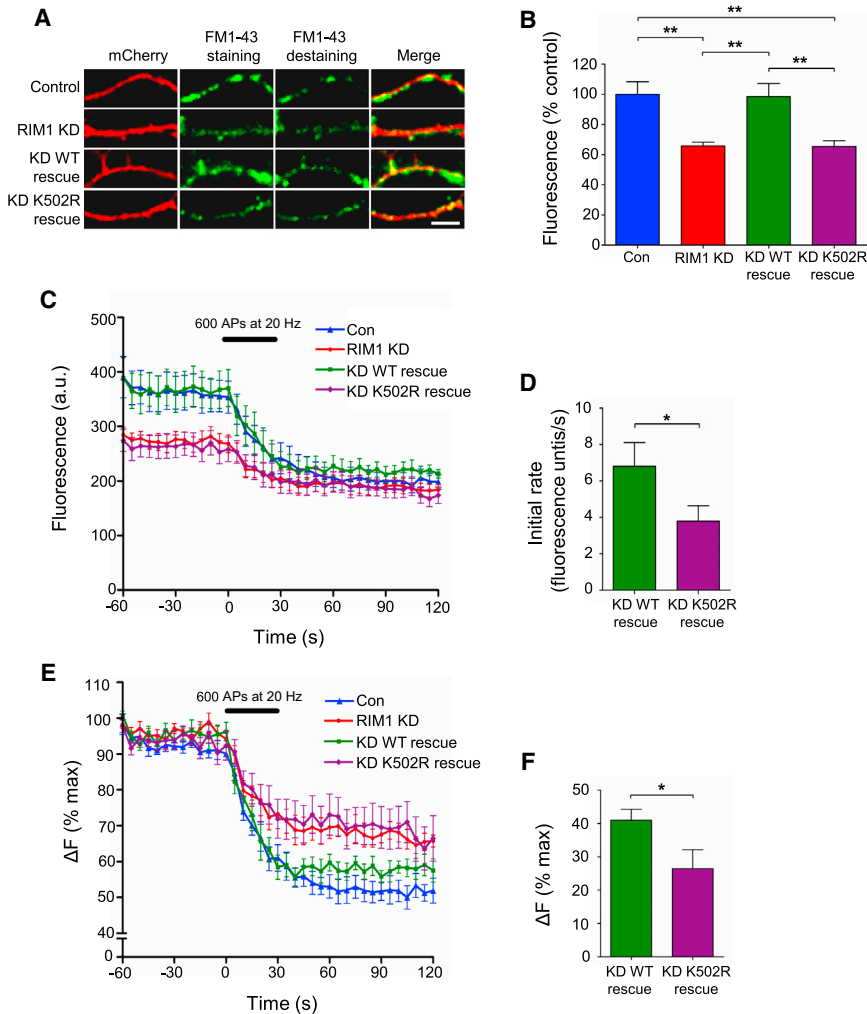 A
mCherry
FM1-43
staining
FM1-43
destaining
Merge
Control
RIM1 KD
KD WT
rescue
KD K502R
rescue
B
Fluorescence (% control)
140
120
100
80
60
40
20
0
**
**
**
**
Con
RIM1 KD
KD WT
rescue
KD K502R
rescue
C
Fluorescence (a.u.)
500
400
300
200
100
0
600 APs at 20 Hz
Con
RIM1 KD
KD WT rescue
KD K502R rescue
-60
-30
0
30
60
90
120
Time (s)
D
Initial rate
(fluorescence untis/s)
10
8
6
4
2
0
*
KD WT
rescue
KD K502R
rescue
E
ΔF (% max)
110
100
90
80
70
60
50
40
0
600 APs at 20 Hz
Con
RIM1 KD
KD WT rescue
KD K502R rescue
-60
-30
0
30
60
90
120
Time (s)
F
ΔF (% max)
50
40
30
20
10
0
*
KD WT
rescue
KD K502R
rescue